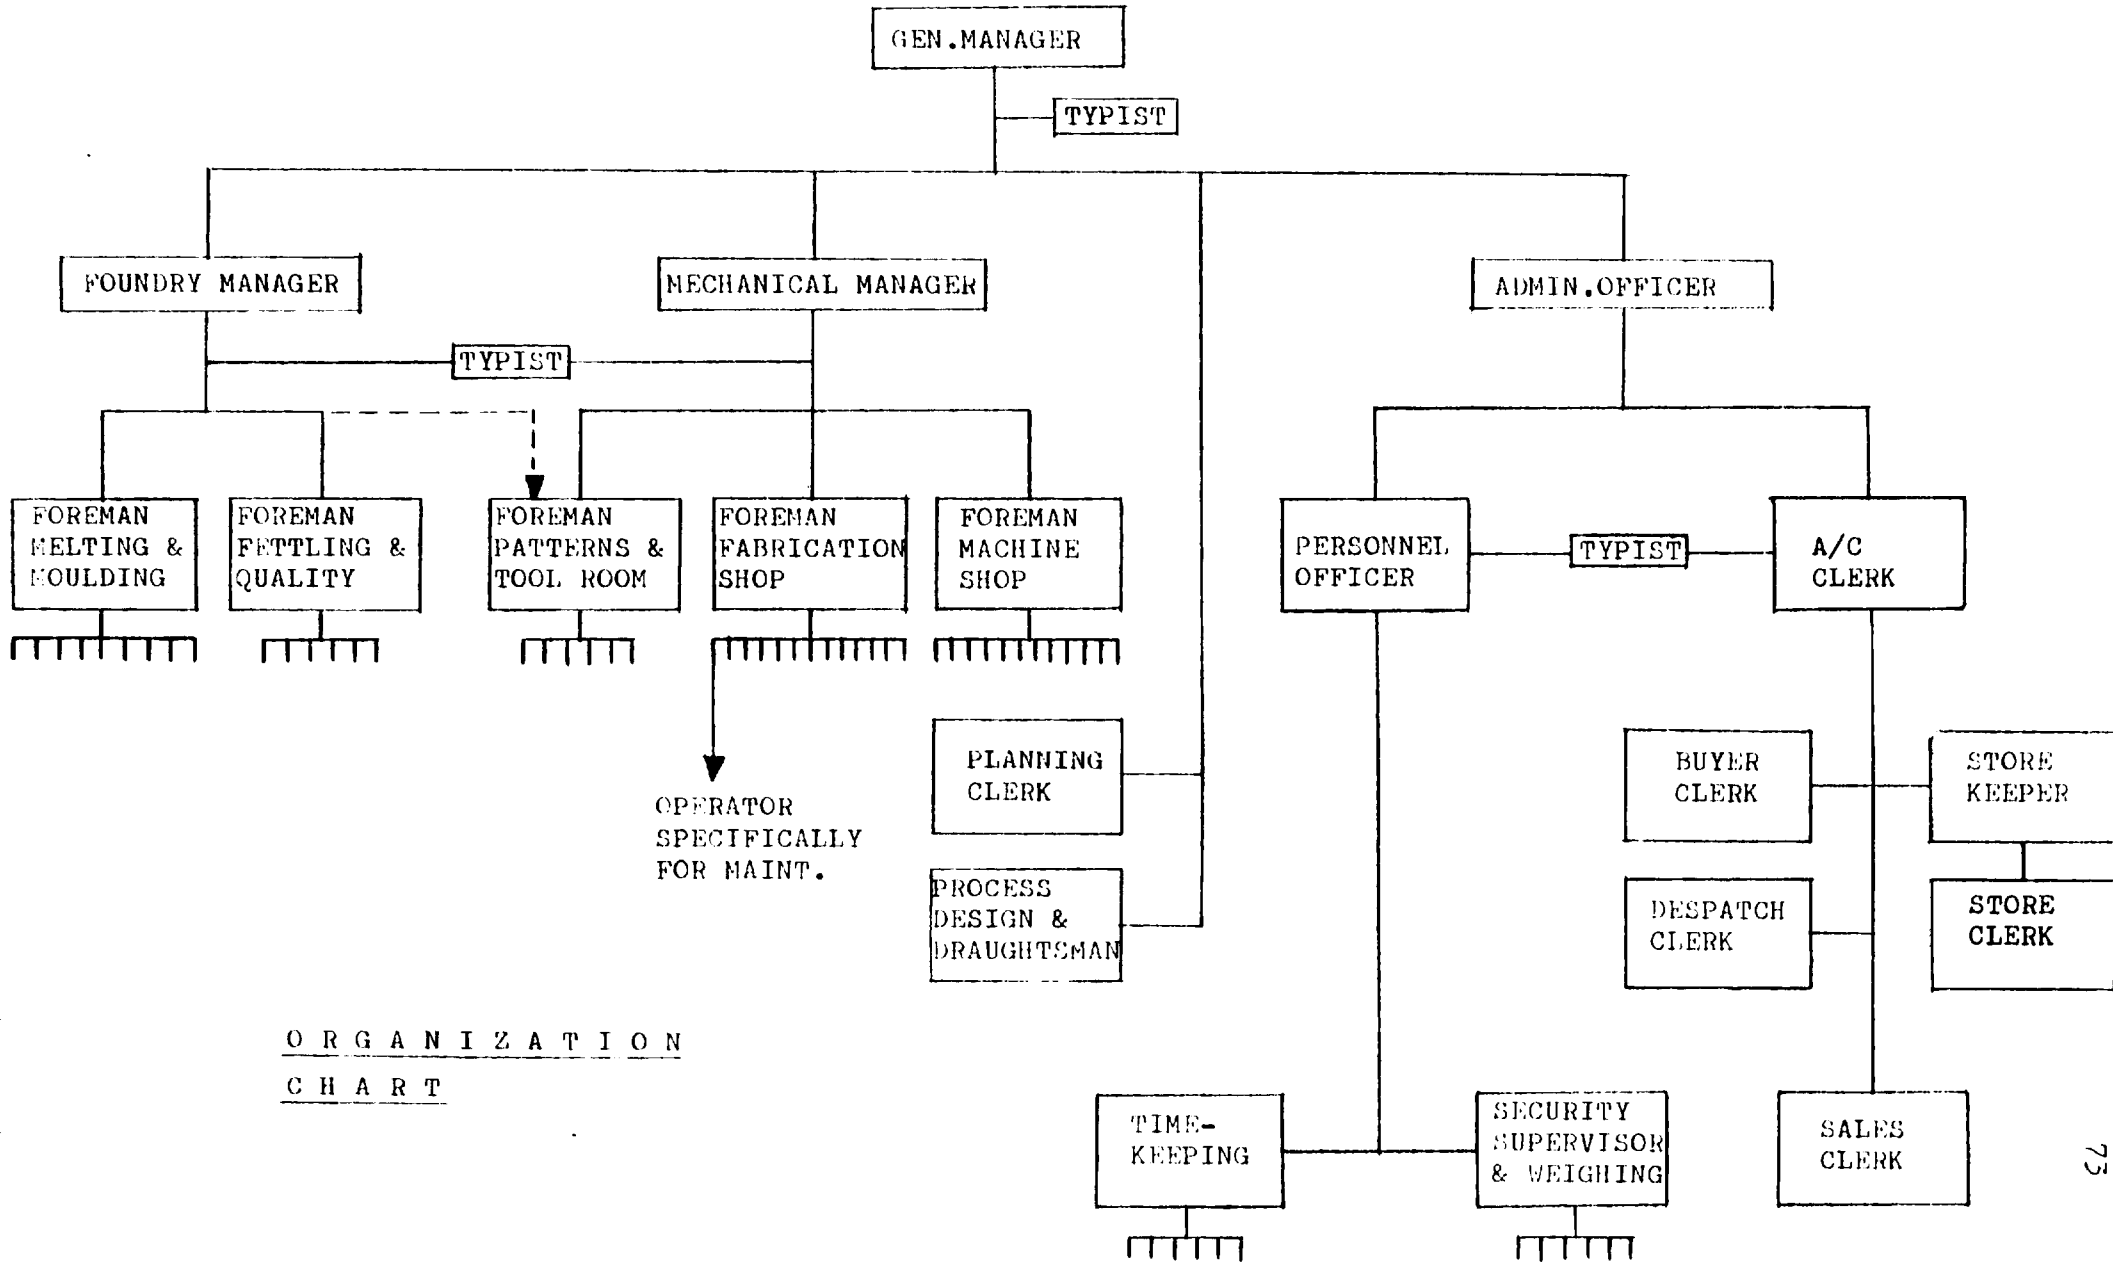 GEN.MANAGER
TYPIST
FOUNDRY MANAGER
MECHANICAL MANAGER
ADMIN.OFFICER
TYPIST
FOREMAN
MELTING &
MOULDING
FOREMAN
FETTLING &
QUALITY
FOREMAN
PATTERNS &
TOOL ROOM
FOREMAN
FABRICATION
SHOP
FOREMAN
MACHINE
SHOP
PERSONNEL
OFFICER
TYPIST
A/C
CLERK
OPERATOR
SPECIFICALLY
FOR MAINT.
PLANNING
CLERK
BUYER
CLERK
STORE
KEEPER
PROCESS
DESIGN &
DRAUGHTSMAN
DESPATCH
CLERK
STORE
CLERK
ORGANIZATION
CHART
TIME-
KEEPING
SECURITY
SUPERVISOR
& WEIGHING
SALES
CLERK
73